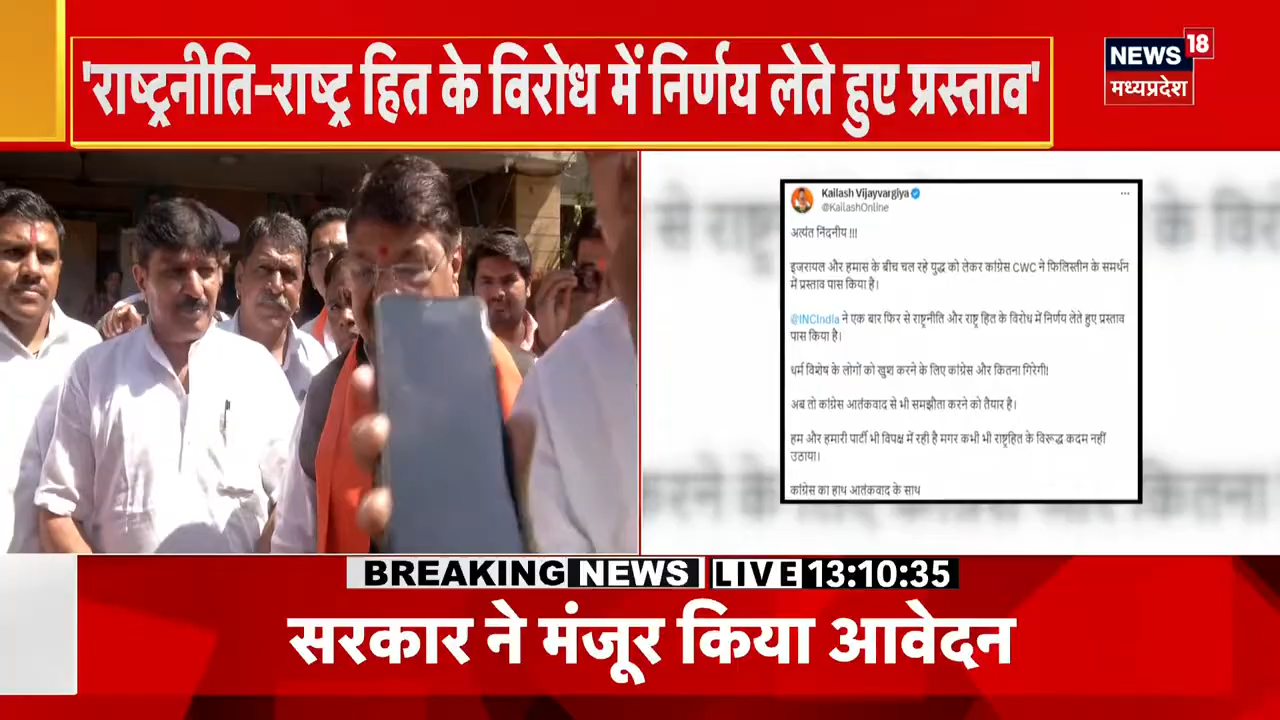 'राष्ट्रनीति-राष्ट्र हित के विरोध में निर्णय लेते हुए प्रस्ताव'
NEWS 18
मध्यप्रदेश
Kailash Vijayvargiya
@KailashOnline
अत्यंत निंदनीय !!!
इजरायल और हमास के बीच चल रहे युद्ध को लेकर कांग्रेस CWC ने फिलिस्तीन के समर्थन
में प्रस्ताव पास किया है।
@INCIndia ने एक बार फिर से राष्ट्रनीति और राष्ट्र हित के विरोध में निर्णय लेते हुए प्रस्ताव
पास किया है।
धर्म विशेष के लोगों को खुश करने के लिए कांग्रेस और कितना गिरेगी!
अब तो कांग्रेस आतंकवाद से भी समझौता करने को तैयार है।
हम और हमारी पार्टी भी विपक्ष में रही है मगर कभी भी राष्ट्रहित के विरूद्ध कदम नहीं
उठाया।
कांग्रेस का हाथ आतंकवाद के साथ
BREAKING NEWS LIVE 13:10:35
सरकार ने मंजूर किया आवेदन